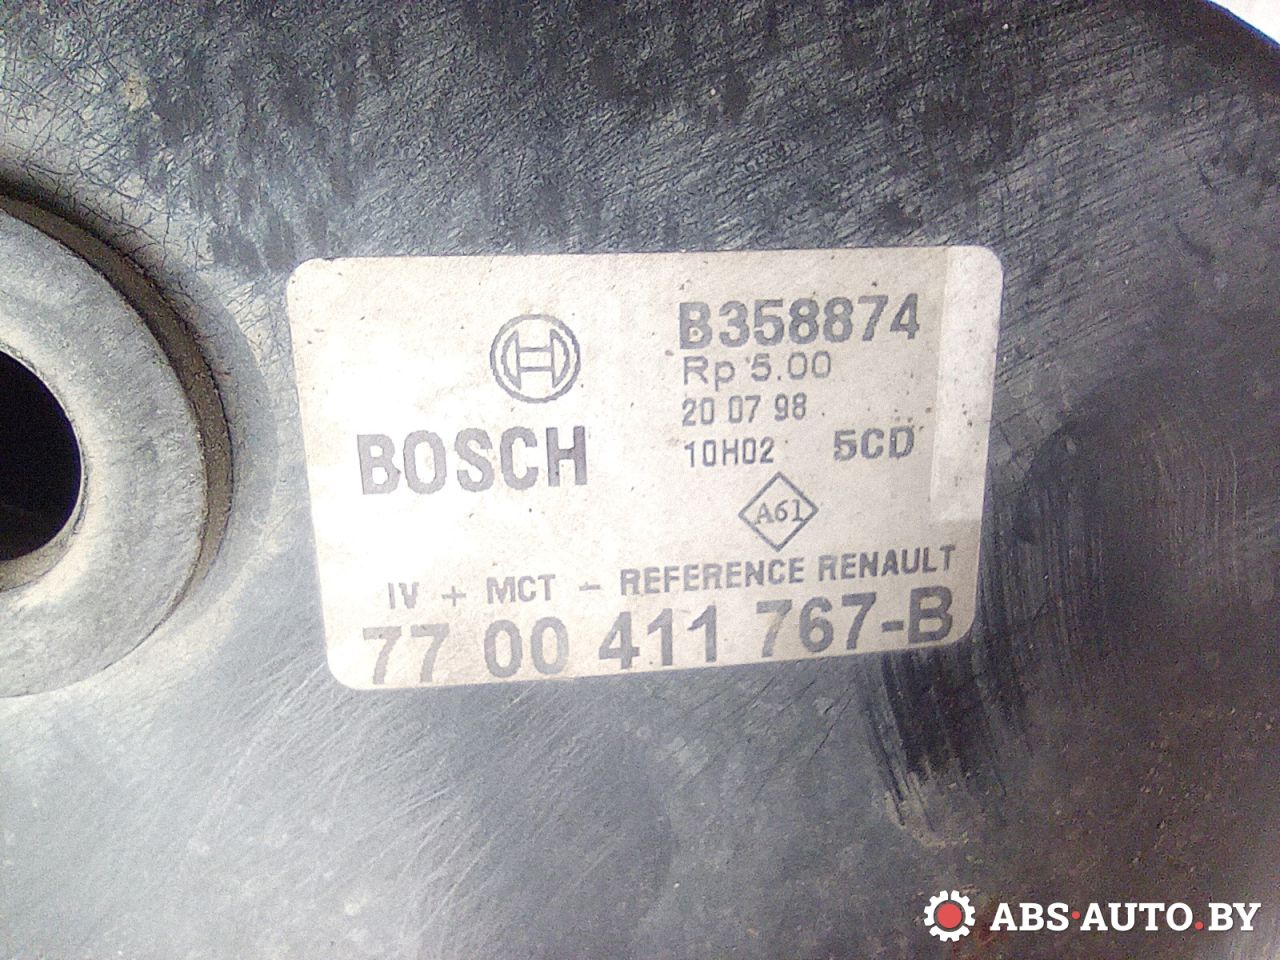 B358874
Rp 5.00
20 07 98
10H02 5CD
BOSCH
A61
IV + MCT - REFERENCE RENAULT
77 00 411 767-B
ABS·AUTO.BY